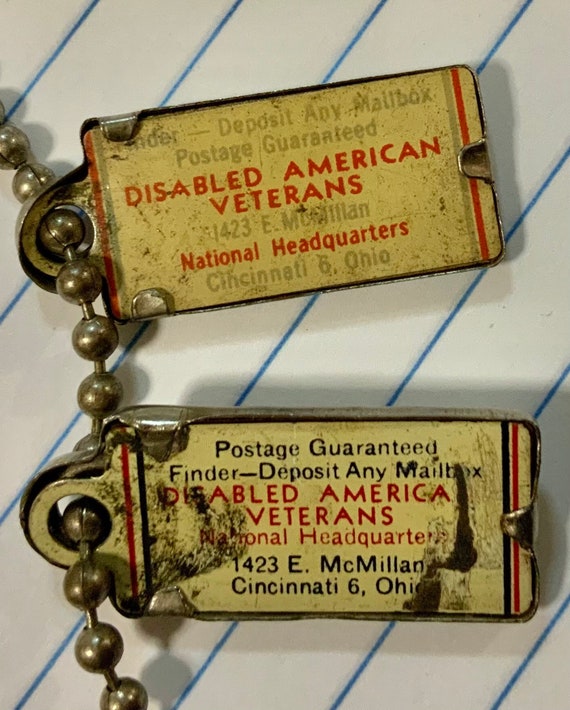 Finder — Deposit Any Mailbox
Postage Guaranteed
DISABLED AMERICAN
VETERANS
1423 E. McMillan
National Headquarters
Cincinnati 6, Ohio
Postage Guaranteed
Finder—Deposit Any Mailbox
DISABLED AMERICA
VETERANS
National Headquarters
1423 E. McMillan
Cincinnati 6, Ohio